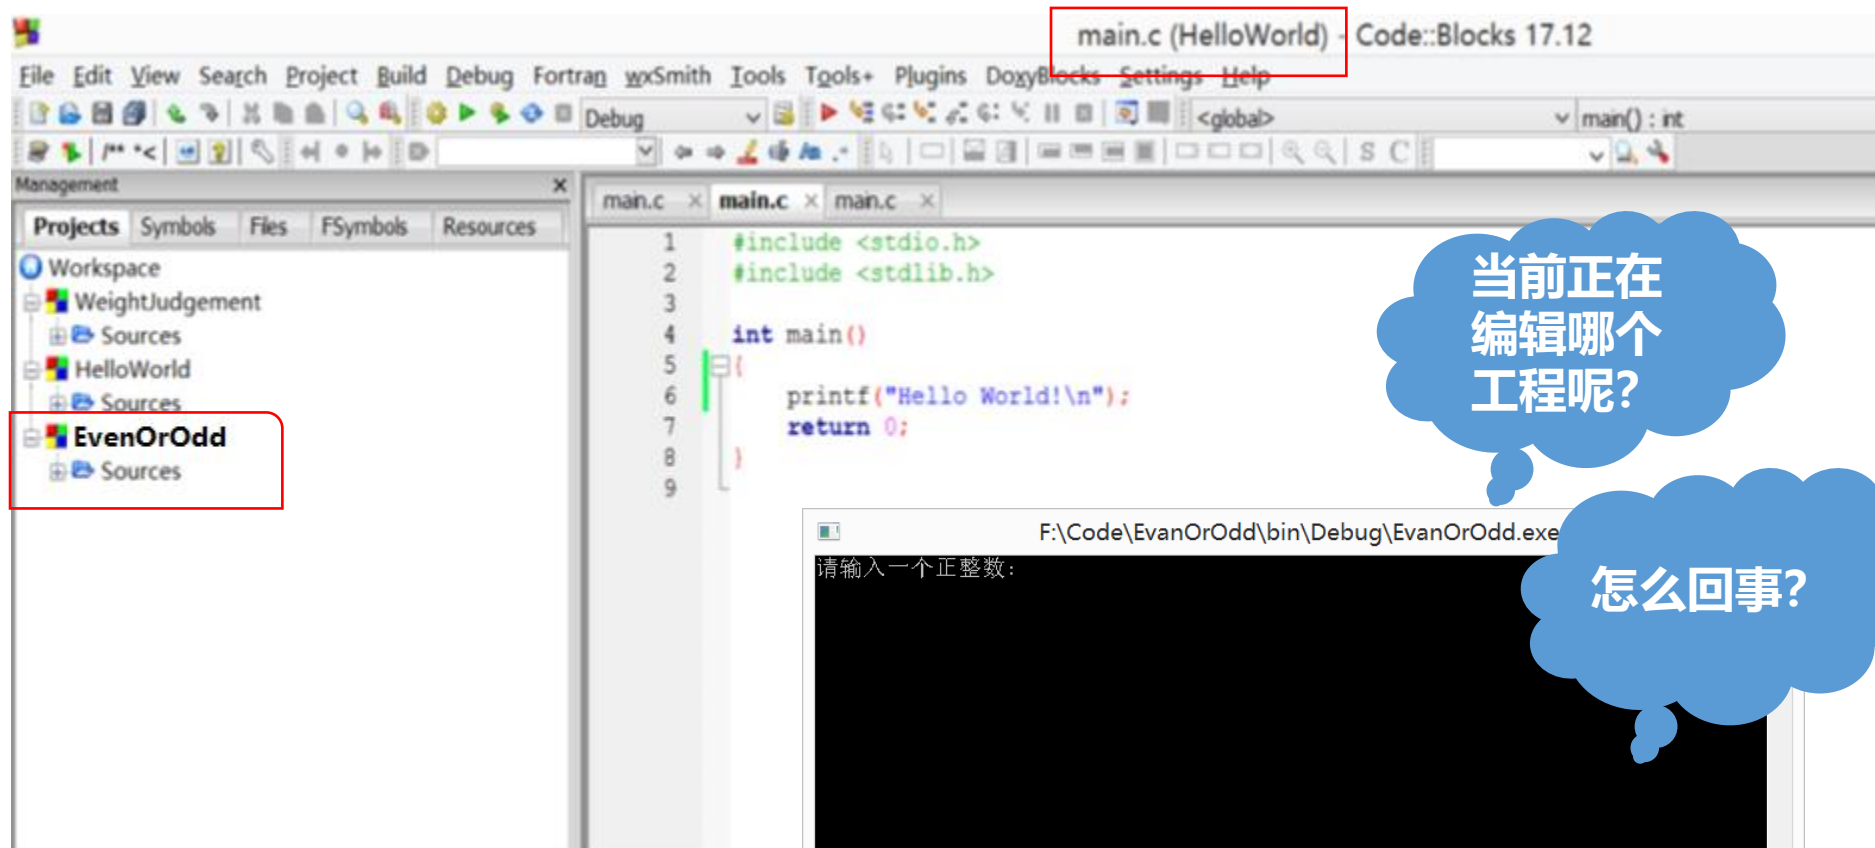 main.c (HelloWorld) - Code::Blocks 17.12
File Edit View Search Project Build Debug Fortran wxSmith Tools Tools+ Plugins DoxyBlocks Settings Help
Debug <global> main() : int
/** *< S C
Management
main.c main.c main.c
Projects Symbols Files FSymbols Resources
Workspace
WeightJudgement
Sources
HelloWorld
Sources
EvenOrOdd
Sources
1 #include <stdio.h>
2 #include <stdlib.h>
3
4 int main()
5 {
6 printf("Hello World!\n");
7 return 0;
8 }
9
当前正在
编辑哪个
工程呢?
F:\Code\EvanOrOdd\bin\Debug\EvanOrOdd.exe
请输入一个正整数:
怎么回事?